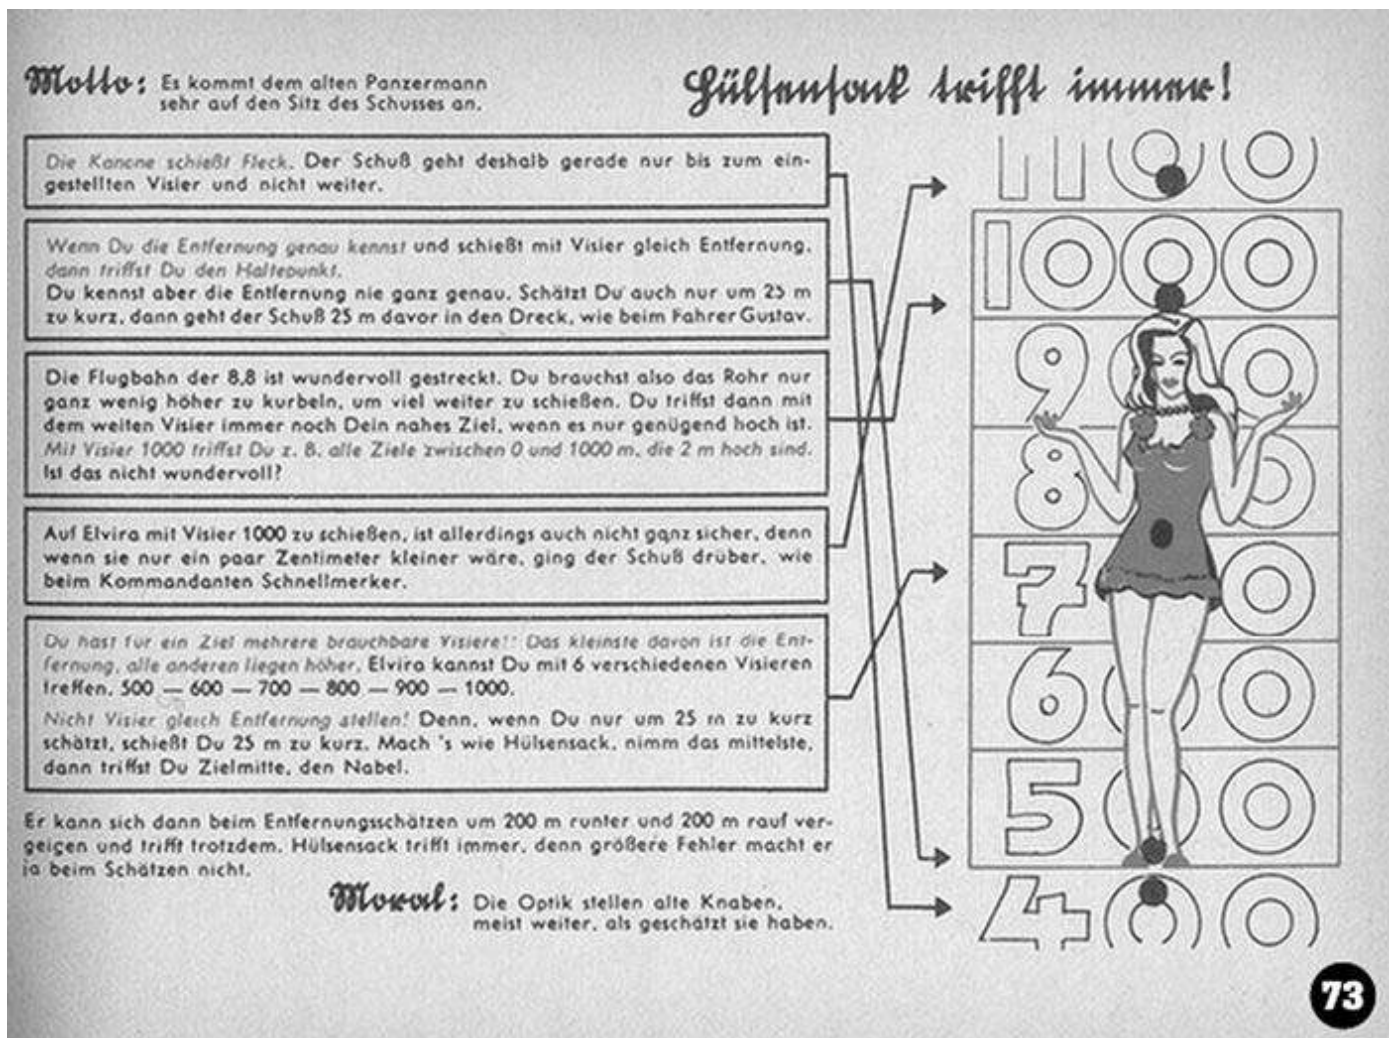 Motto: Es kommt dem alten Panzermann
sehr auf den Sitz des Schusses an.
Hülsensack trifft immer!
Die Kanone schießt Fleck. Der Schuß geht deshalb gerade nur bis zum ein-
gestellten Visier und nicht weiter.
Wenn Du die Entfernung genau kennst und schießt mit Visier gleich Entfernung,
dann triffst Du den Haltepunkt.
Du kennst aber die Entfernung nie ganz genau. Schätzt Du auch nur um 25 m
zu kurz, dann geht der Schuß 25 m davor in den Dreck, wie beim Fahrer Gustav.
Die Flugbahn der 8,8 ist wundervoll gestreckt. Du brauchst also das Rohr nur
ganz wenig höher zu kurbeln, um viel weiter zu schießen. Du triffst dann mit
dem weiten Visier immer noch Dein nahes Ziel, wenn es nur genügend hoch ist.
Mit Visier 1000 triffst Du z. B. alle Ziele zwischen 0 und 1000 m, die 2 m hoch sind.
Ist das nicht wundervoll?
Auf Elvira mit Visier 1000 zu schießen, ist allerdings auch nicht ganz sicher, denn
wenn sie nur ein paar Zentimeter kleiner wäre, ging der Schuß drüber, wie
beim Kommandanten Schnellmerker.
Du hast für ein Ziel mehrere brauchbare Visiere!! Das kleinste davon ist die Ent-
fernung, alle anderen liegen höher. Elvira kannst Du mit 6 verschiedenen Visieren
treffen. 500 — 600 — 700 — 800 — 900 — 1000.
Nicht Visier gleich Entfernung stellen! Denn, wenn Du nur um 25 m zu kurz
schätzt, schießt Du 25 m zu kurz. Mach 's wie Hülsensack, nimm das mittelste,
dann triffst Du Zielmitte, den Nabel.
Er kann sich dann beim Entfernungsschätzen um 200 m runter und 200 m rauf ver-
geigen und trifft trotzdem. Hülsensack trifft immer, denn größere Fehler macht er
ja beim Schätzen nicht.
Moral: Die Optik stellen alte Knaben,
meist weiter, als geschätzt sie haben.
1100
1000
900
800
700
600
500
400
73